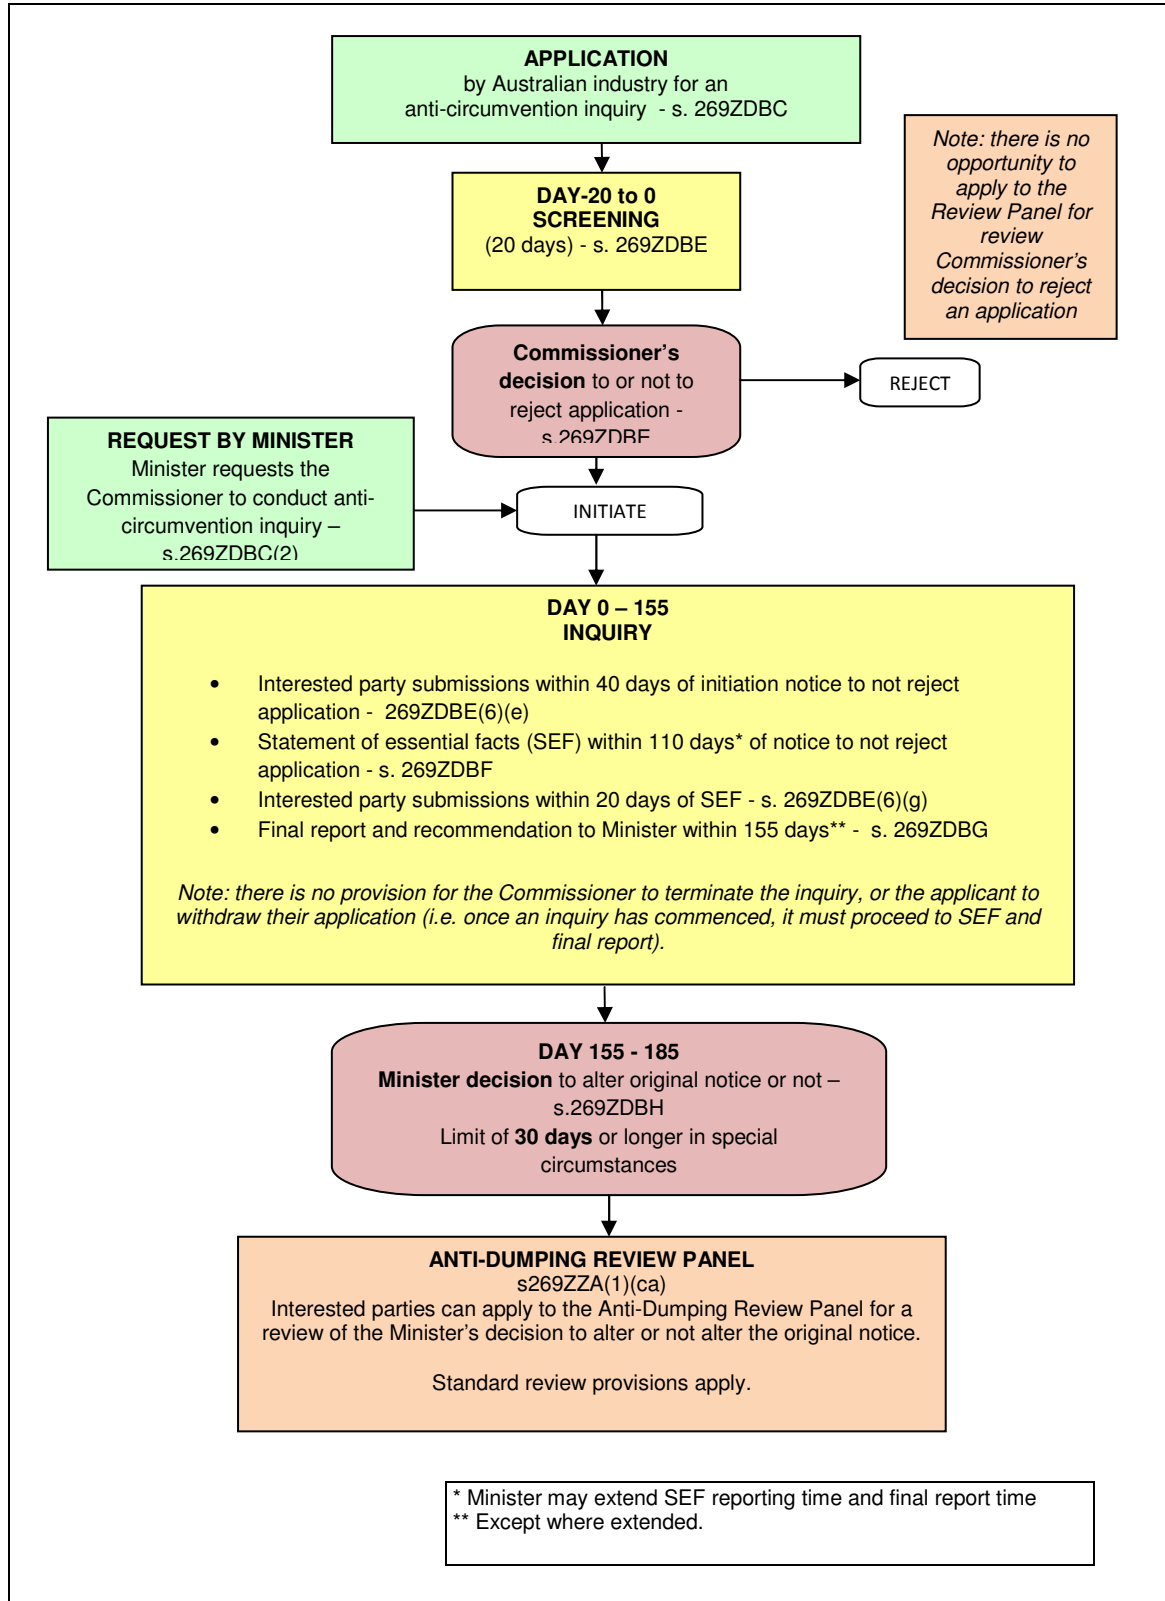 APPLICATION
by Australian industry for an
anti-circumvention inquiry - s. 269ZDBC
Note: there is no
opportunity to
apply to the
Review Panel for
review
Commissioner's
decision to reject
an application
DAY-20 to 0
SCREENING
(20 days) - s. 269ZDBE
Commissioner's
decision to or not to
reject application -
s.269ZDBE
REJECT
REQUEST BY MINISTER
Minister requests the
Commissioner to conduct anti-
circumvention inquiry –
s.269ZDBC(2)
INITIATE
DAY 0 – 155
INQUIRY
• Interested party submissions within 40 days of initiation notice to not reject
application - 269ZDBE(6)(e)
• Statement of essential facts (SEF) within 110 days* of notice to not reject
application - s. 269ZDBF
• Interested party submissions within 20 days of SEF - s. 269ZDBE(6)(g)
• Final report and recommendation to Minister within 155 days** - s. 269ZDBG
Note: there is no provision for the Commissioner to terminate the inquiry, or the applicant to
withdraw their application (i.e. once an inquiry has commenced, it must proceed to SEF and
final report).
DAY 155 - 185
Minister decision to alter original notice or not –
s.269ZDBH
Limit of 30 days or longer in special
circumstances
ANTI-DUMPING REVIEW PANEL
s269ZZA(1)(ca)
Interested parties can apply to the Anti-Dumping Review Panel for a
review of the Minister's decision to alter or not alter the original notice.
Standard review provisions apply.
* Minister may extend SEF reporting time and final report time
** Except where extended.